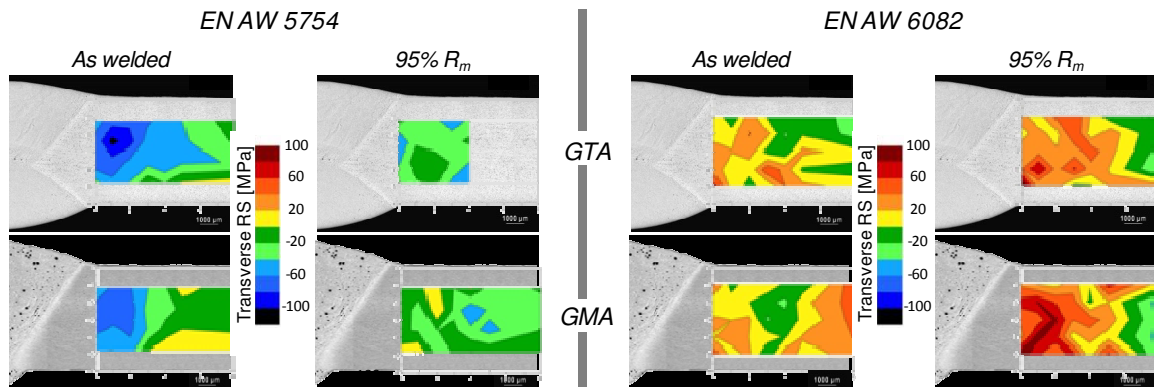 EN AW 5754
EN AW 6082
As welded
95% Rm
As welded
95% Rm
GTA
GMA
Transverse RS [MPa]
100
60
20
-20
-60
-100
Transverse RS [MPa]
100
60
20
-20
-60
-100
1000 µm
1000 µm
1000 µm
1000 µm
1000 µm
1000 µm
1000 µm
1000 µm